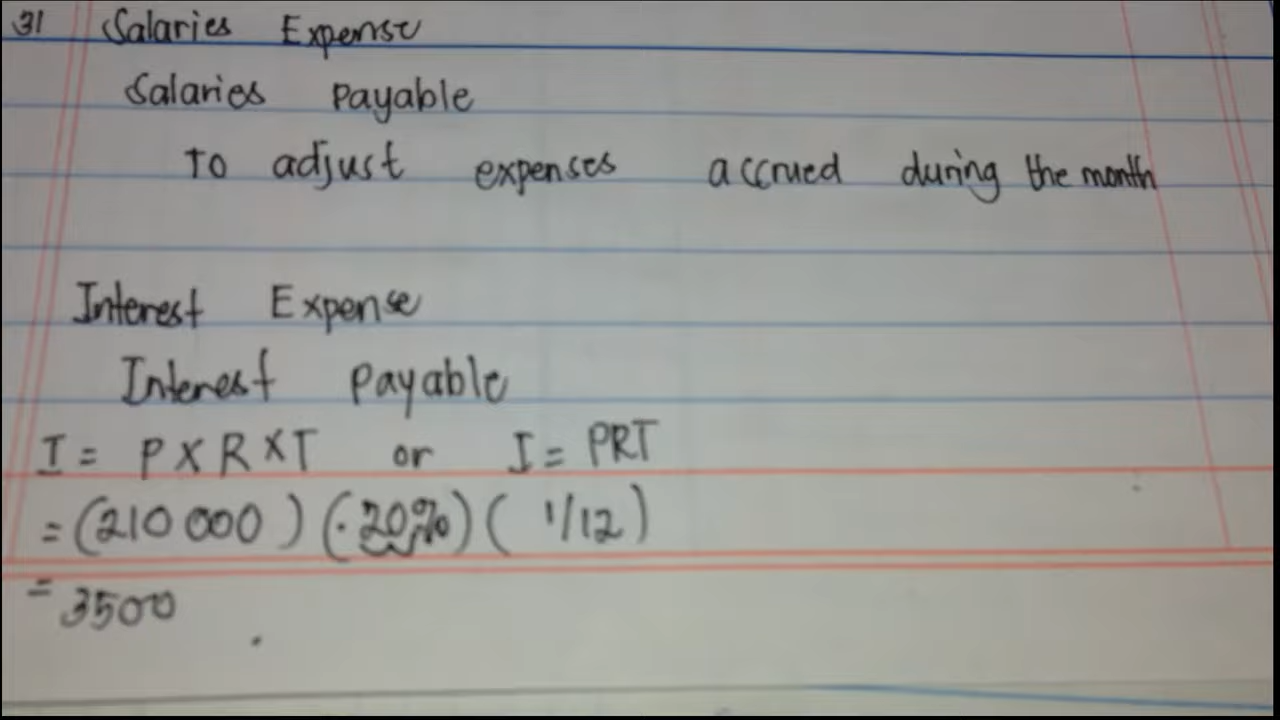 31 Salaries Expense
Salaries Payable
To adjust expenses accrued during the month
Interest Expense
Interest Payable
I = P X R X T or I = PRT
= (210 000) (.20%) ( 1/12)
= 3500